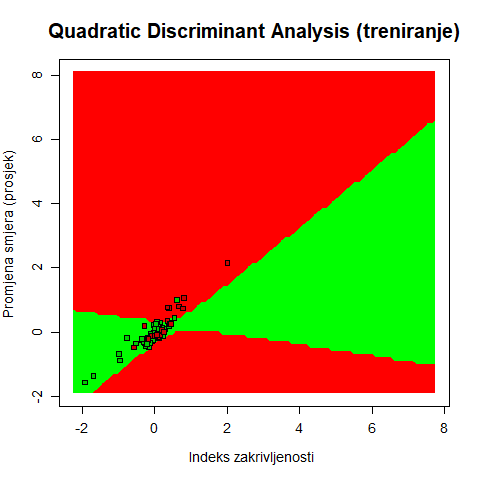 Quadratic Discriminant Analysis (treniranje)
Promjena smjera (prosjek)
8
6
4
2
0
-2
-2 0 2 4 6 8
Indeks zakrivljenosti